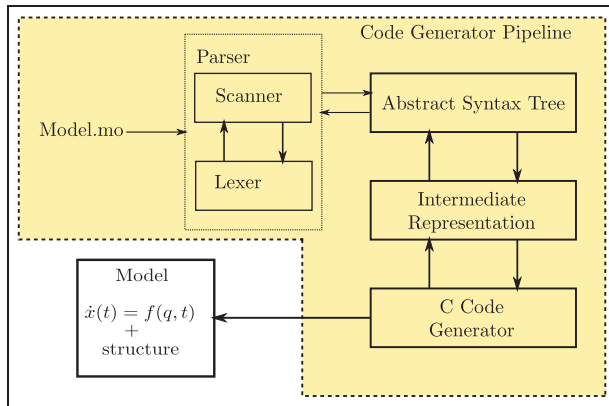 Code Generator Pipeline
Parser
Scanner
Abstract Syntax Tree
Model.mo
Lexer
Intermediate
Representation
Model
ẋ(t) = f(q, t)
+
structure
C Code
Generator